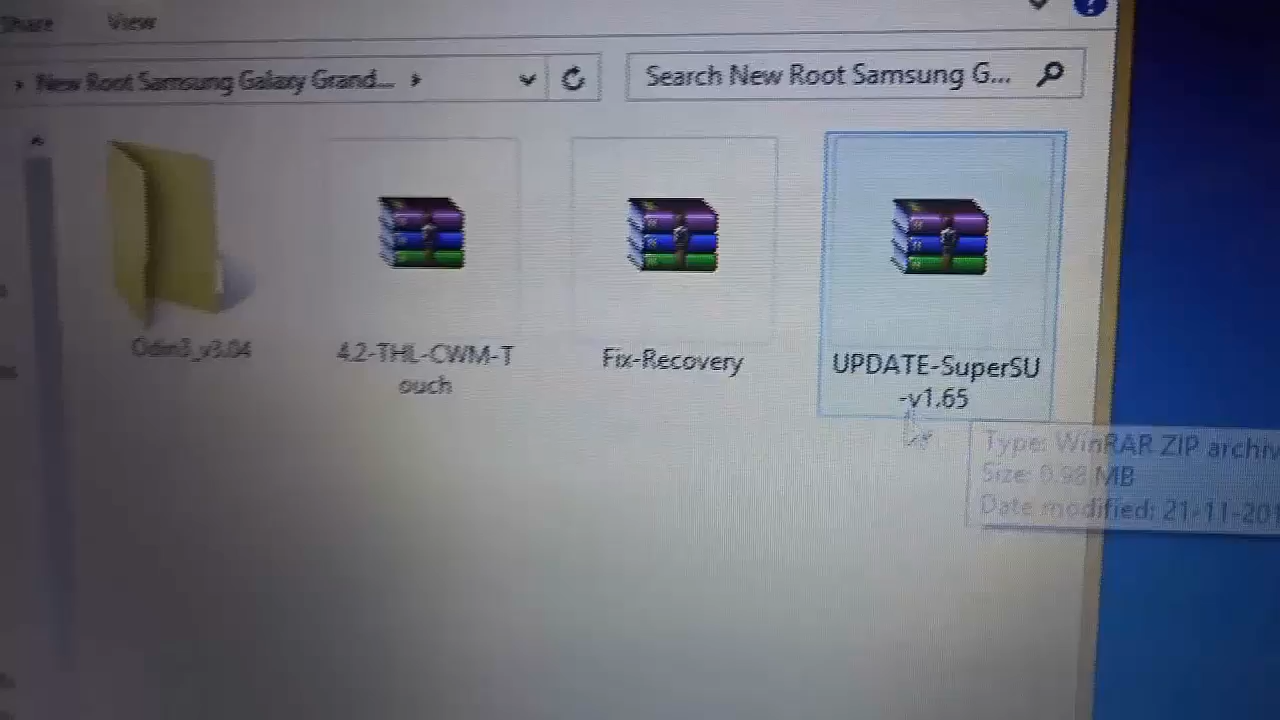 Share View
New Root Samsung Galaxy Grand...
Search New Root Samsung G...
Odin3_v3.04
4.2-THL-CWM-T
ouch
Fix-Recovery
UPDATE-SuperSU
-v1.65
Type: WinRAR ZIP archiv
Size: 0.98 MB
Date modified: 21-11-201